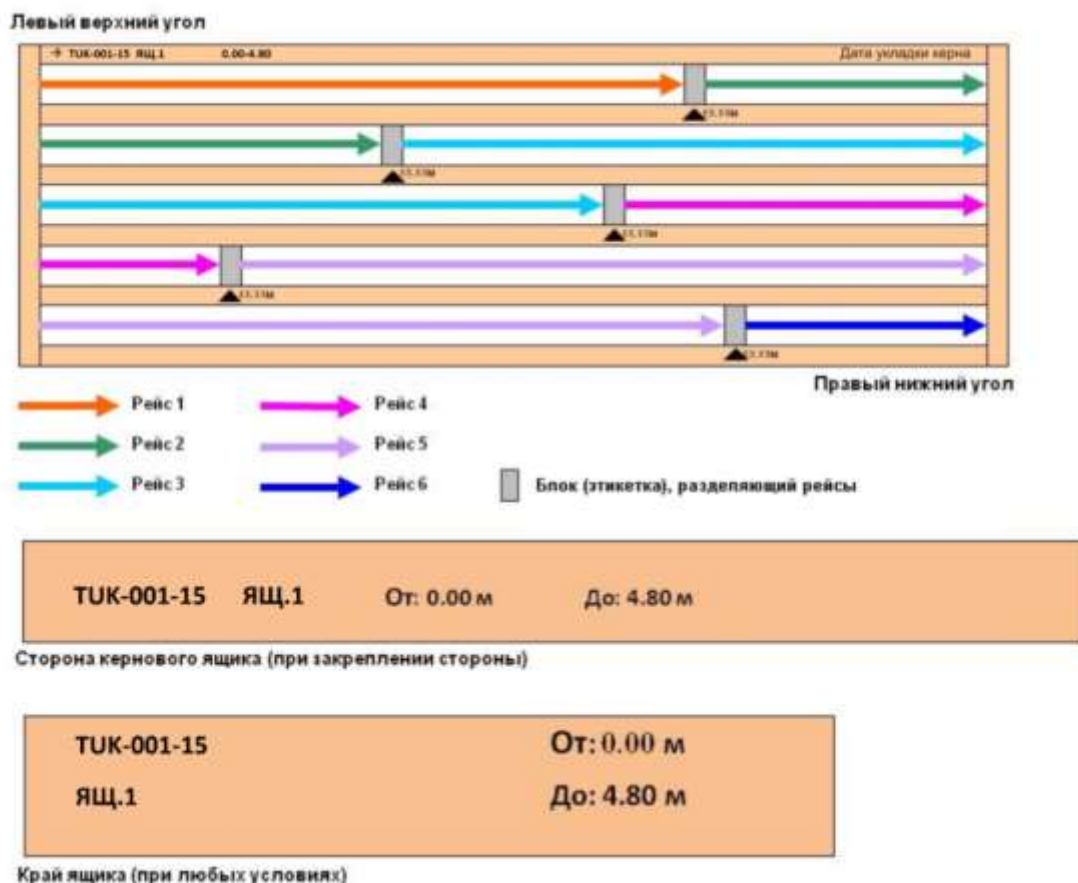 Левый верхний угол
→ TUK-001-15 ЯЩ.1 0.00-4.80 Дата укладки керна
Правый нижний угол
Рейс 1 Рейс 4
Рейс 2 Рейс 5
Рейс 3 Рейс 6 Блок (этикетка), разделяющий рейсы
TUK-001-15 ЯЩ.1 От: 0.00 м До: 4.80 м
Сторона кернового ящика (при закреплении стороны)
TUK-001-15 От: 0.00 м
ЯЩ.1 До: 4.80 м
Край ящика (при любых условиях)